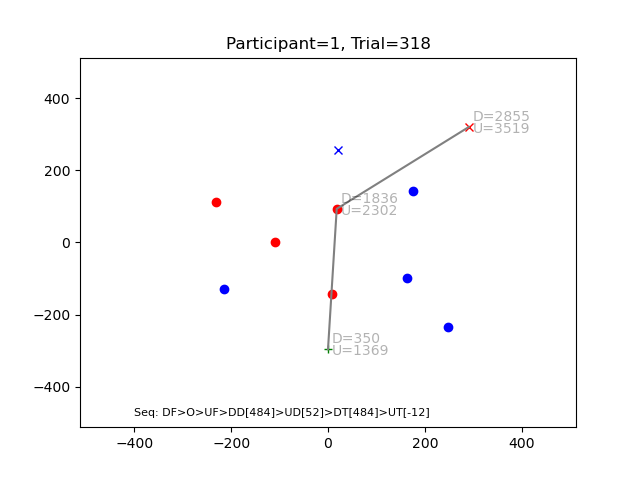 Participant=1, Trial=318
400
200
0
−200
−400
D=2855
U=3519
D=1836
U=2302
D=350
U=1369
Seq: DF>O>UF>DD[484]>UD[52]>DT[484]>UT[-12]
−400
−200
0
200
400